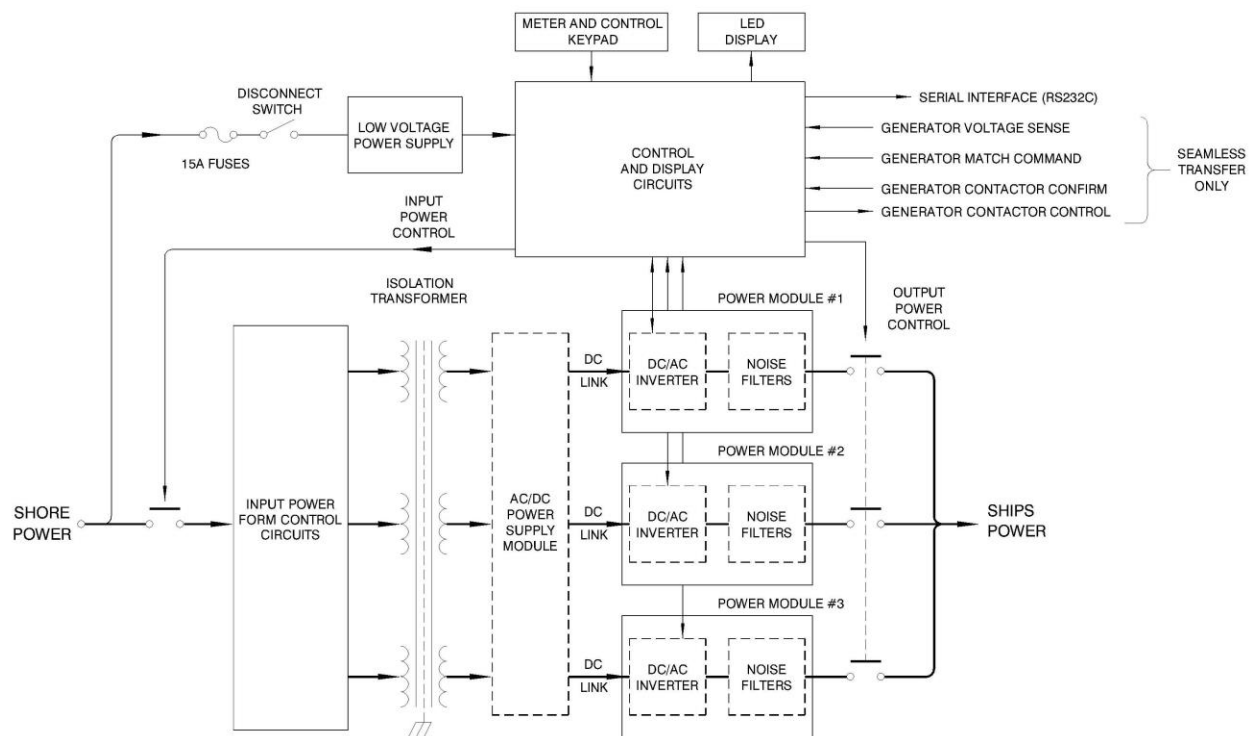 METER AND CONTROL
KEYPAD
LED
DISPLAY
DISCONNECT
SWITCH
15A FUSES
LOW VOLTAGE
POWER SUPPLY
CONTROL
AND DISPLAY
CIRCUITS
SERIAL INTERFACE (RS232C)
GENERATOR VOLTAGE SENSE
GENERATOR MATCH COMMAND
GENERATOR CONTACTOR CONFIRM
GENERATOR CONTACTOR CONTROL
SEAMLESS
TRANSFER
ONLY
INPUT
POWER
CONTROL
ISOLATION
TRANSFORMER
POWER MODULE #1
OUTPUT
POWER
CONTROL
DC
LINK
DC/AC
INVERTER
NOISE
FILTERS
POWER MODULE #2
SHORE
POWER
INPUT POWER
FORM CONTROL
CIRCUITS
AC/DC
POWER
SUPPLY
MODULE
DC
LINK
DC/AC
INVERTER
NOISE
FILTERS
SHIPS
POWER
POWER MODULE #3
DC
LINK
DC/AC
INVERTER
NOISE
FILTERS